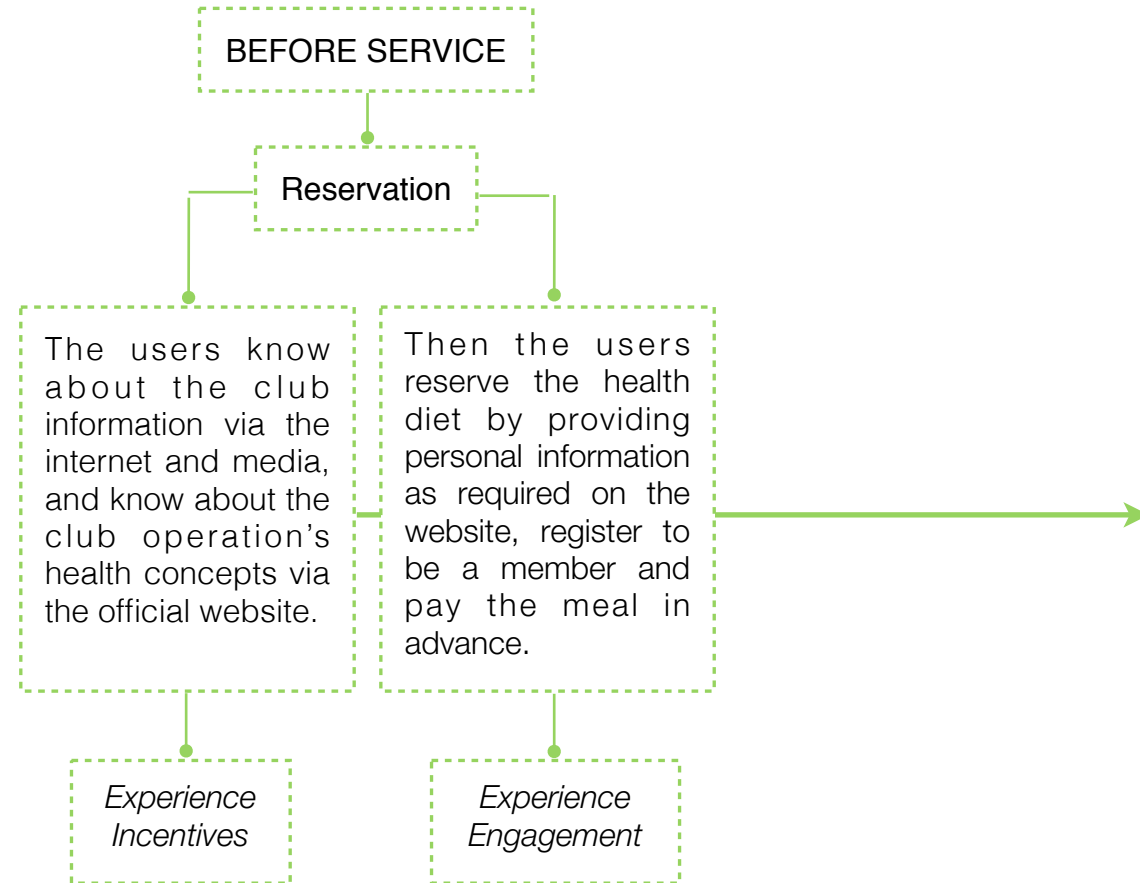 BEFORE SERVICE
Reservation
The users know
about the club
information via the
internet and media,
and know about the
club operation’s
health concepts via
the official website.
Then the users
reserve the health
diet by providing
personal information
as required on the
website, register to
be a member and
pay the meal in
advance.
Experience
Incentives
Experience
Engagement